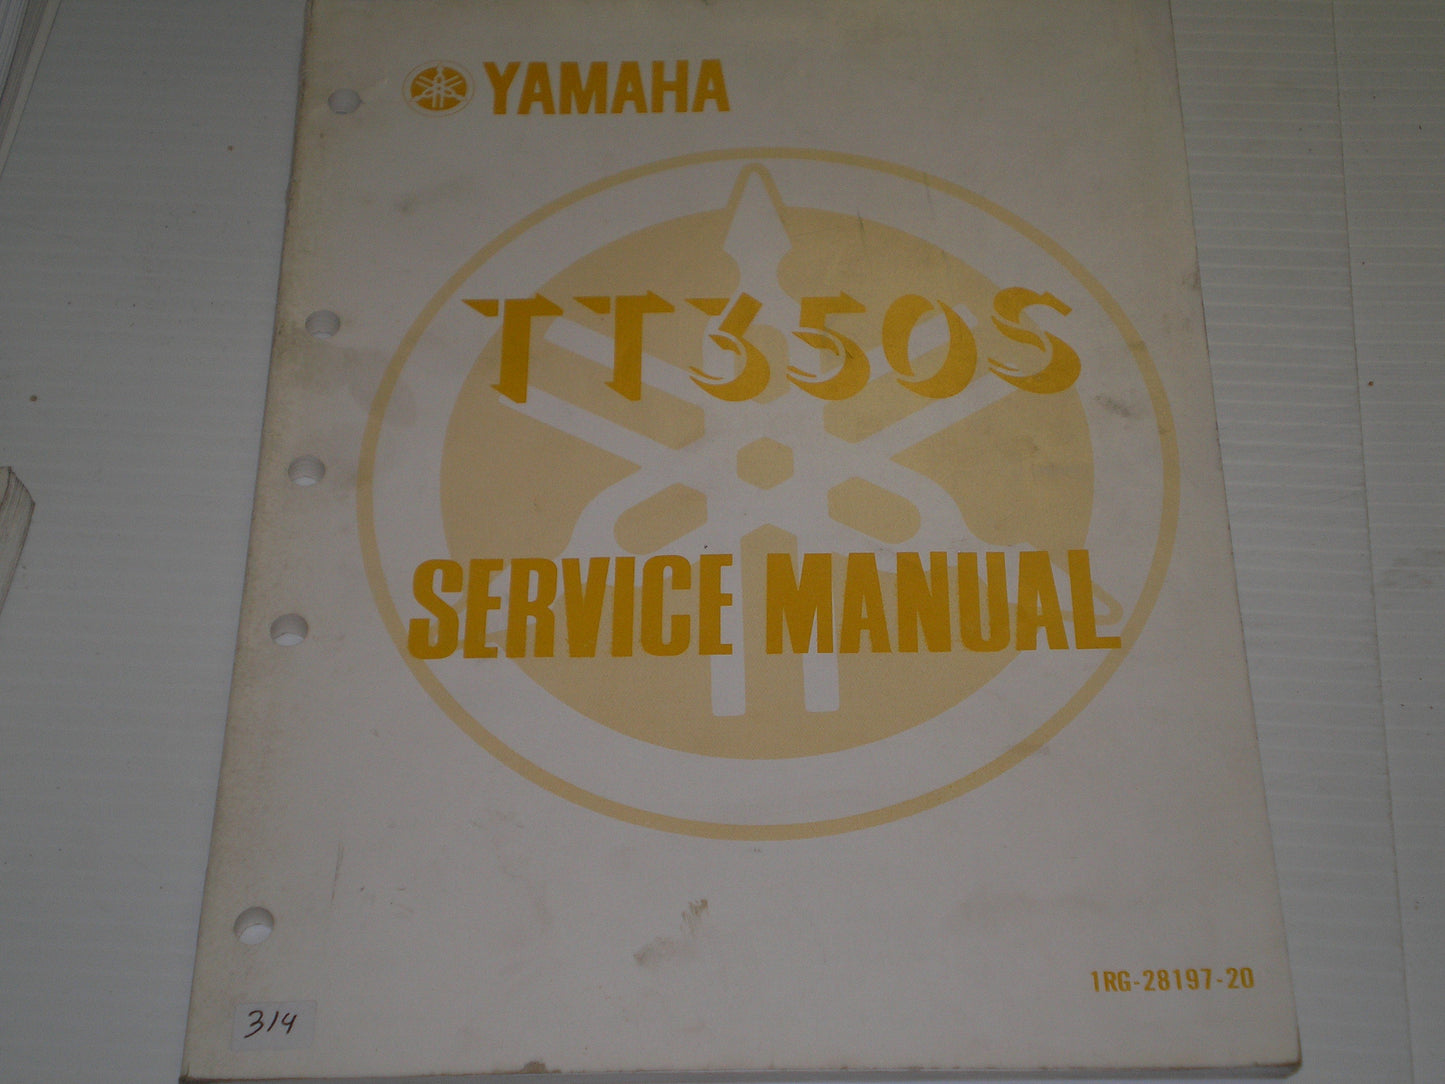 YAMAHA
TT350S
SERVICE MANUAL
1RG-28197-20
314